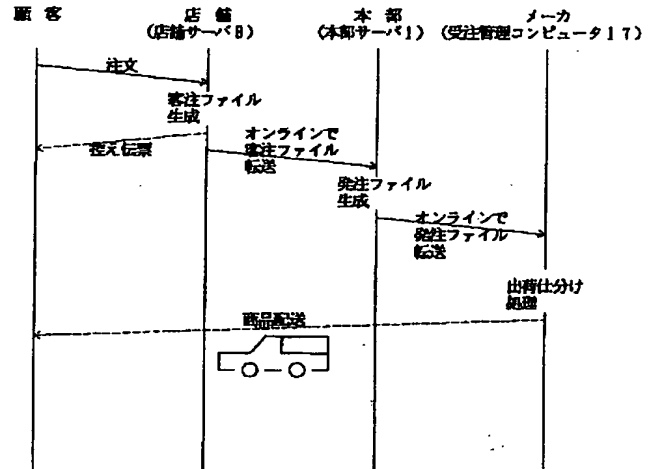 顧客
店舗
(店舗サーバ8)
本部
(本部サーバ1)
メーカ
(受注管理コンピュータ17)
注文
客注ファイル
生成
控え伝票
オンラインで
客注ファイル
転送
発注ファイル
生成
オンラインで
発注ファイル
転送
出荷仕分け
処理
商品配送